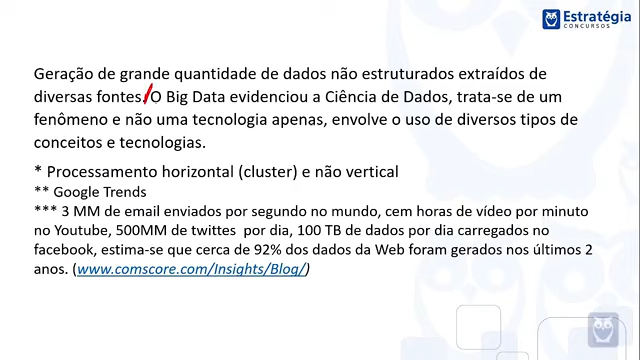 Estratégia
CONCURSOS
Geração de grande quantidade de dados não estruturados extraídos de
diversas fontes. O Big Data evidenciou a Ciência de Dados, trata-se de um
fenômeno e não uma tecnologia apenas, envolve o uso de diversos tipos de
conceitos e tecnologias.
* Processamento horizontal (cluster) e não vertical
** Google Trends
*** 3 MM de email enviados por segundo no mundo, cem horas de vídeo por minuto
no Youtube, 500MM de twittes por dia, 100 TB de dados por dia carregados no
facebook, estima-se que cerca de 92% dos dados da Web foram gerados nos últimos 2
anos. (www.comscore.com/Insights/Blog/)